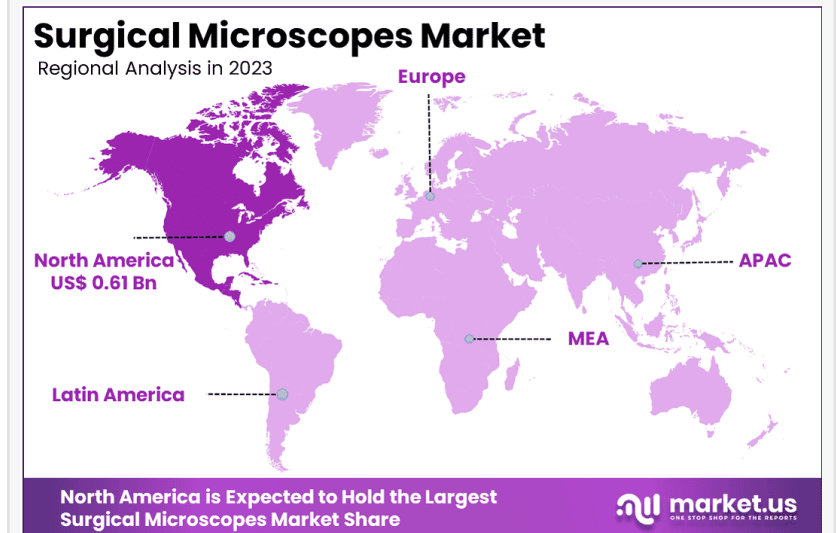 Surgical Microscopes Market
Regional Analysis in 2023
Europe
North America
US$ 0.61 Bn
APAC
MEA
Latin America
North America is Expected to Hold the Largest
Surgical Microscopes Market Share
market.us
ONE STOP SHOP FOR THE REPORTS